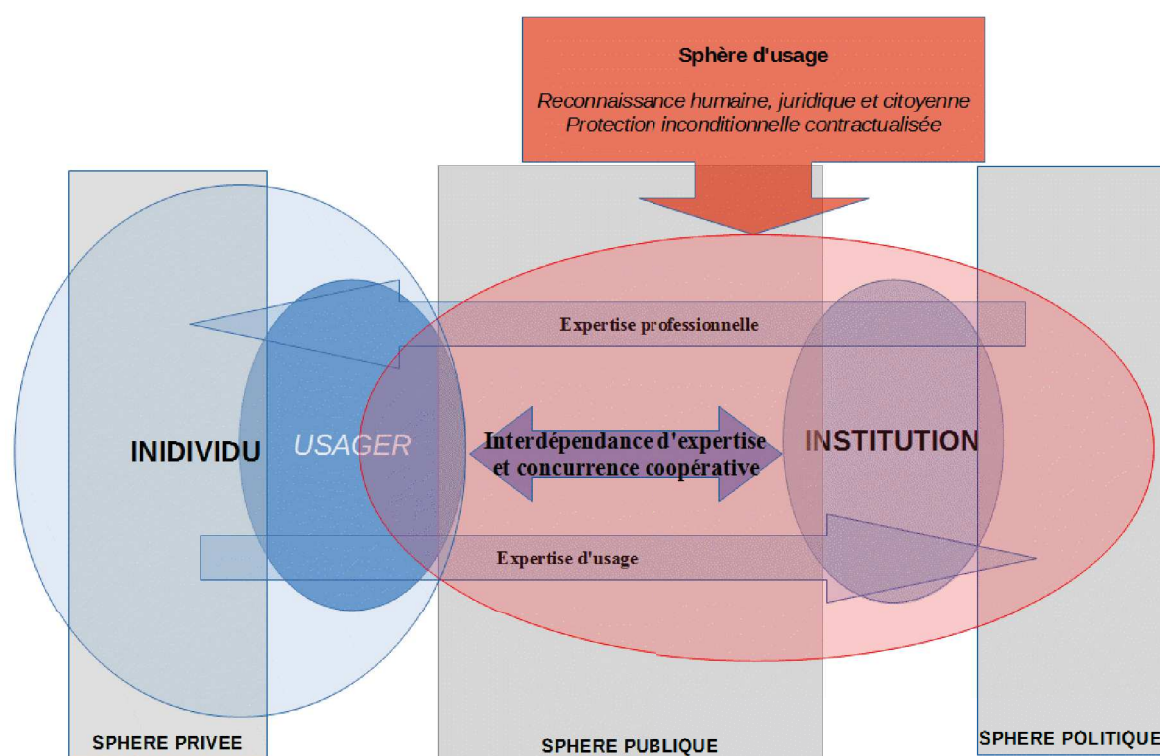 Sphère d'usage
Reconnaissance humaine, juridique et citoyenne
Protection inconditionnelle contractualisée
Expertise professionnelle
INIDIVIDU
USAGER
Interdépendance d'expertise
et concurrence coopérative
INSTITUTION
Expertise d'usage
SPHERE PRIVEE
SPHERE PUBLIQUE
SPHERE POLITIQUE